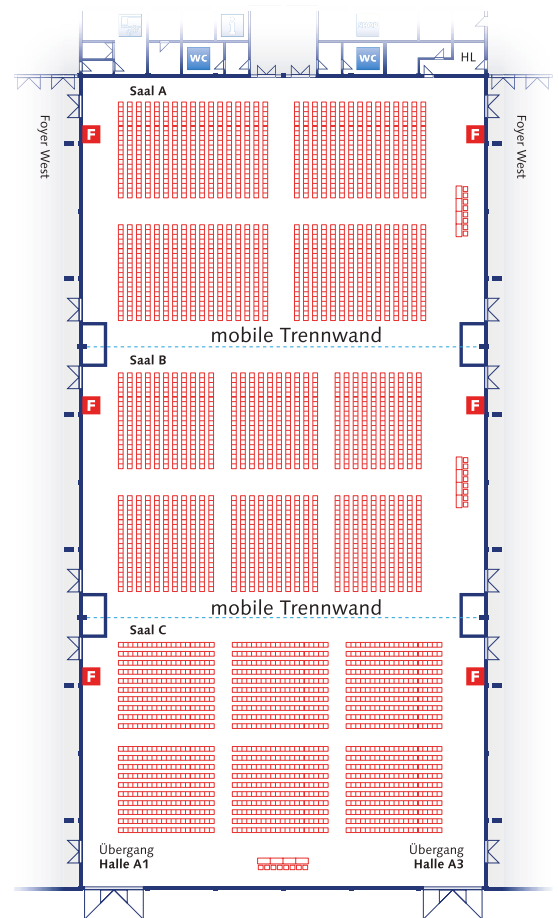 WC
WC
HL
Saal A
F
F
Foyer West
Foyer West
mobile Trennwand
Saal B
F
F
mobile Trennwand
Saal C
F
F
Übergang
Halle A1
Übergang
Halle A3